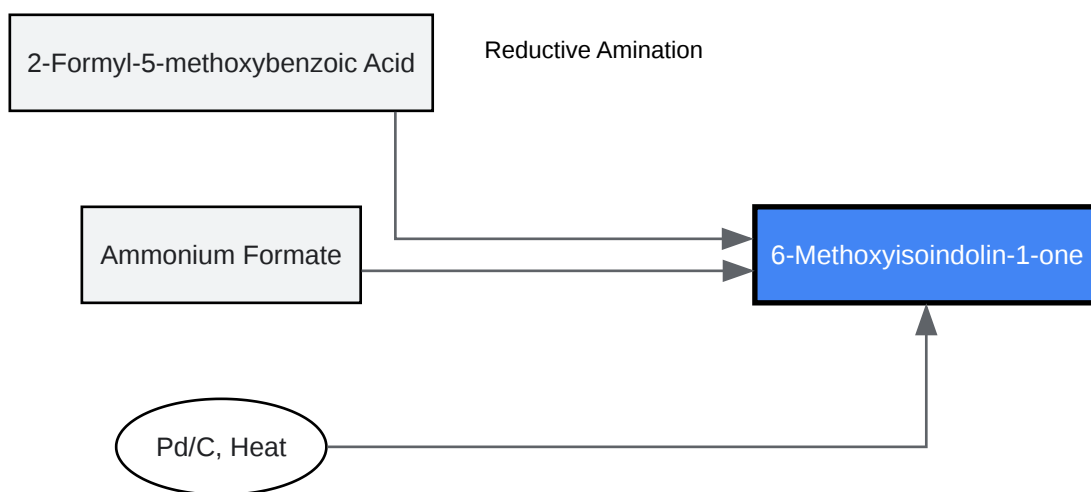 2-Formyl-5-methoxybenzoic Acid
Reductive Amination
Ammonium Formate
6-Methoxyisoindolin-1-one
Pd/C, Heat